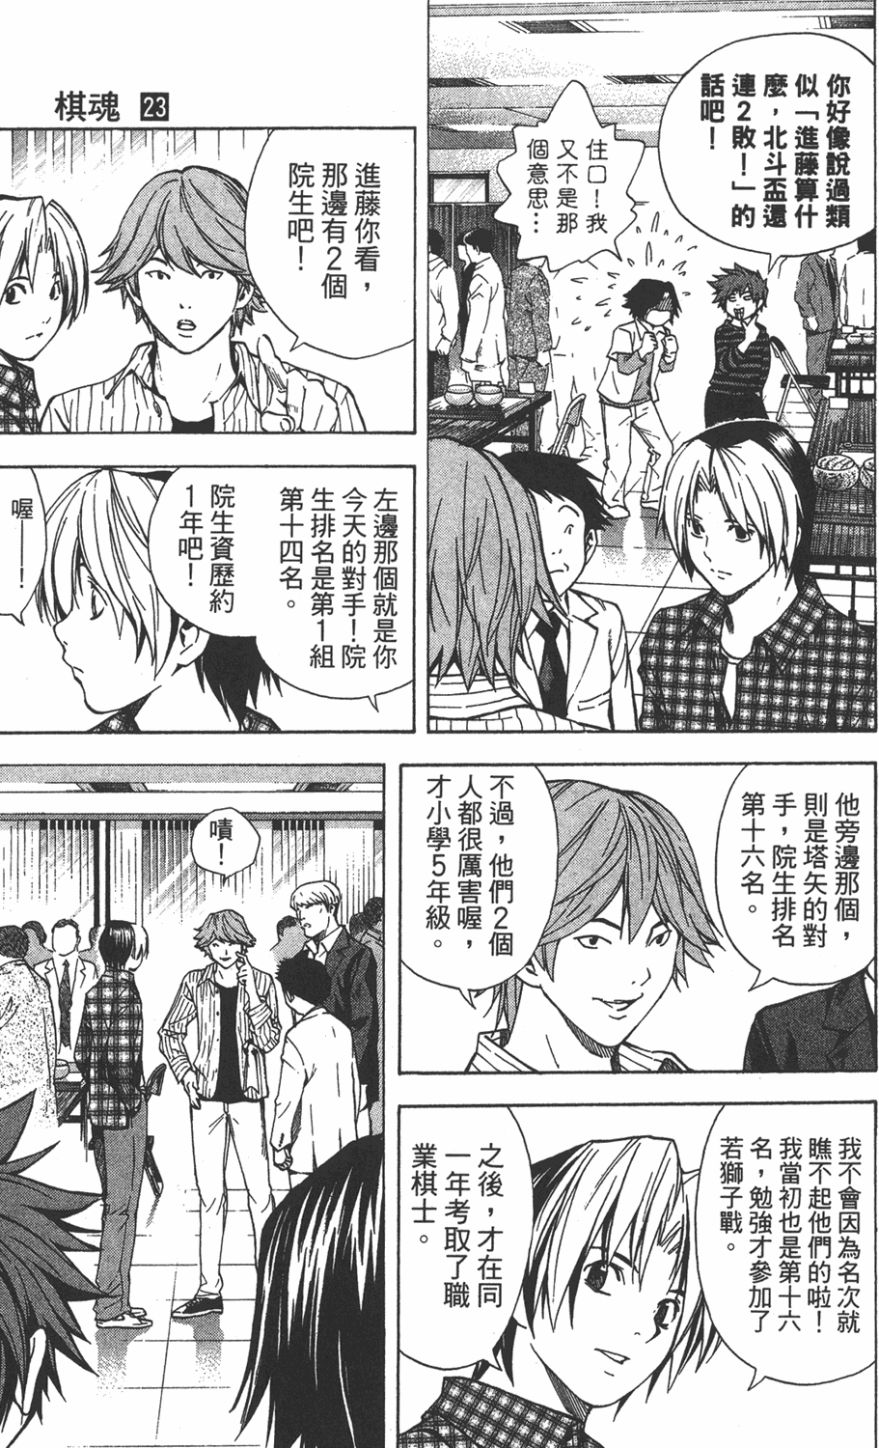 棋魂 23
你好像說過類
似「進藤算什
麼，北斗盃還
連２敗！」的
話吧！
住口！我
又不是那
個意思…
進藤你看，
那邊有２個
院生吧！
左邊那個就是你
今天的對手！院
生排名是第１組
第十四名。
院生資歷約
１年吧！
喔——！
他旁邊那個，
則是塔矢的對
手，院生排名
第十六名。
不過，他們２個
人都很厲害喔，
才小學５年級。
我不會因為名次就
瞧不起他們的啦！
我當初也是第十六
名，勉強才參加了
若獅子戰。
之後，才在同
一年考取了職
業棋士。
嘖！